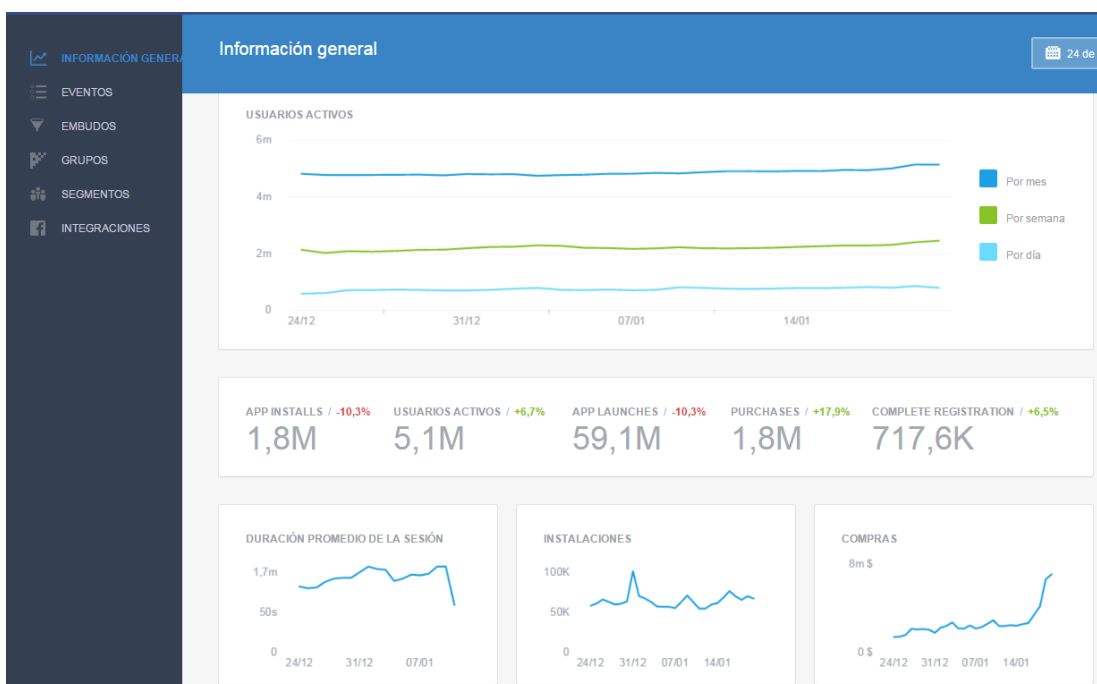 Información general
24 de
INFORMACIÓN GENERA
EVENTOS
EMBUDOS
GRUPOS
SEGMENTOS
INTEGRACIONES
USUARIOS ACTIVOS
6m
4m
2m
0
24/12 31/12 07/01 14/01
Por mes
Por semana
Por día
APP INSTALLS / -10,3% USUARIOS ACTIVOS / +6,7% APP LAUNCHES / -10,3% PURCHASES / +17,9% COMPLETE REGISTRATION / +6,5%
1,8M 5,1M 59,1M 1,8M 717,6K
DURACIÓN PROMEDIO DE LA SESIÓN
1,7m
50s
0
24/12 31/12 07/01
INSTALACIONES
100K
50K
0
24/12 31/12 07/01 14/01
COMPRAS
8m $
0 $
24/12 31/12 07/01 14/01